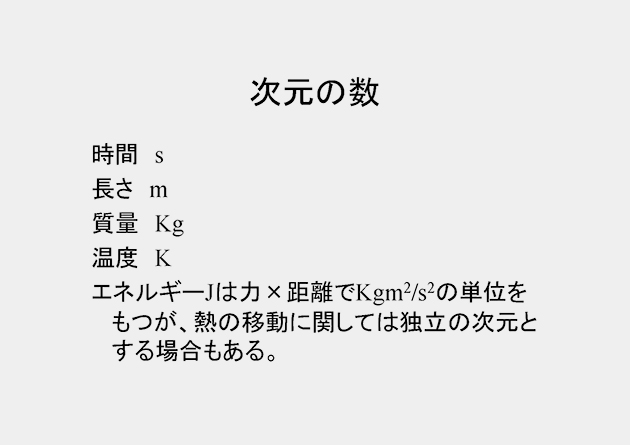 次元の数
時間　s
長さ　m
質量　Kg
温度　K
エネルギーJは力×距離でKgm²/s²の単位を
もつが、熱の移動に関しては独立の次元と
する場合もある。